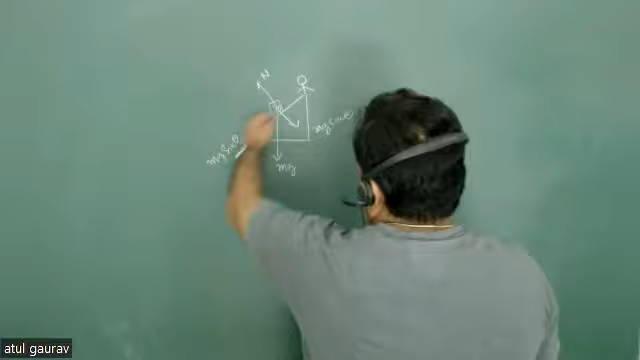 N
mg cosθ
mg sinθ
mg
atul gaurav